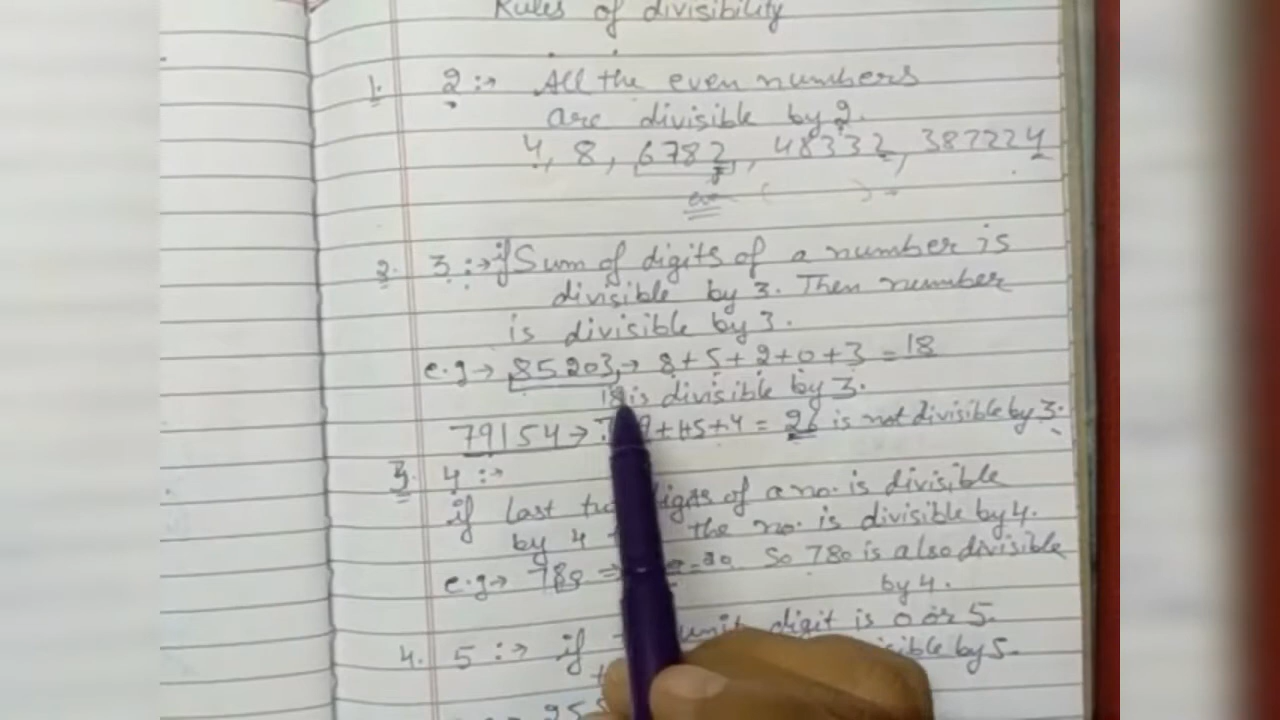 Rules of divisibility
1. 2 :→ All the even numbers
are divisible by 2.
4, 8, 6782, 48332, 387224
2. 3 :→ if Sum of digits of a number is
divisible by 3. Then number
is divisible by 3.
e.g → 85203, → 8+5+2+0+3 = 18
18 is divisible by 3.
79154 → +1+5+4 = 26 is not divisible by 3.
3. 4 :→
if last two digits of a no. is divisible
by 4 the no. is divisible by 4.
e.g → 780 ⇒ So 780 is also divisible
by 4.
4. 5 :→ if unit digit is 0 or 5.
by 5.